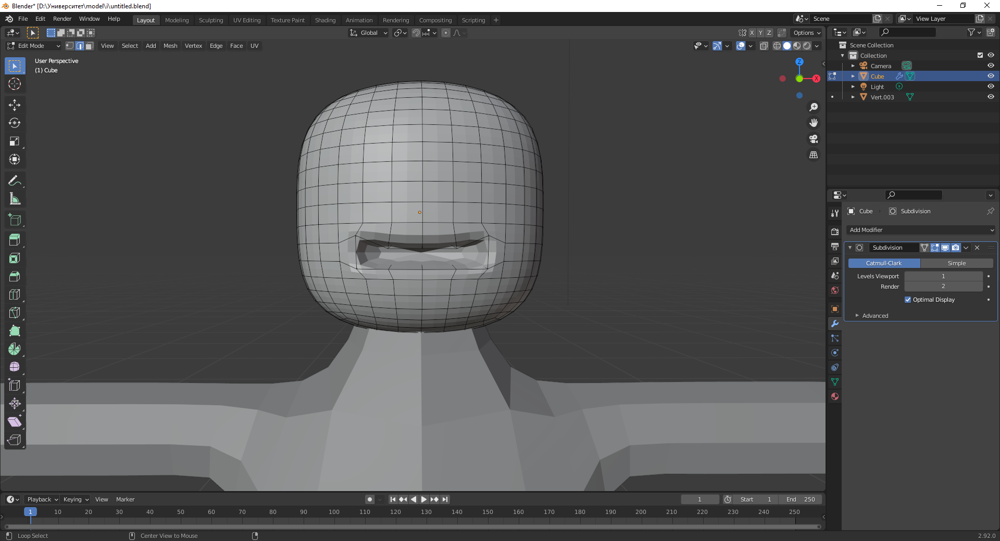 Blender* [D:\Университет\model\i\untitled.blend]
File Edit Render Window Help
Layout Modeling Sculpting UV Editing Texture Paint Shading Animation Rendering Compositing Scripting +
Scene
View Layer
Global
X Y Z
Options
Edit Mode
View Select Add Mesh Vertex Edge Face UV
User Perspective
(1) Cube
Z
X
Scene Collection
Collection
Camera
Cube
Light
Vert.003
Cube
Subdivision
Add Modifier
Subdivision
Catmull-Clark Simple
Levels Viewport 1
Render 2
Optimal Display
Advanced
Playback Keying View Marker
1
Start 1
End 250
1 10 20 30 40 50 60 70 80 90 100 110 120 130 140 150 160 170 180 190 200 210 220 230 240 250
Loop Select
Center View to Mouse
2.92.0